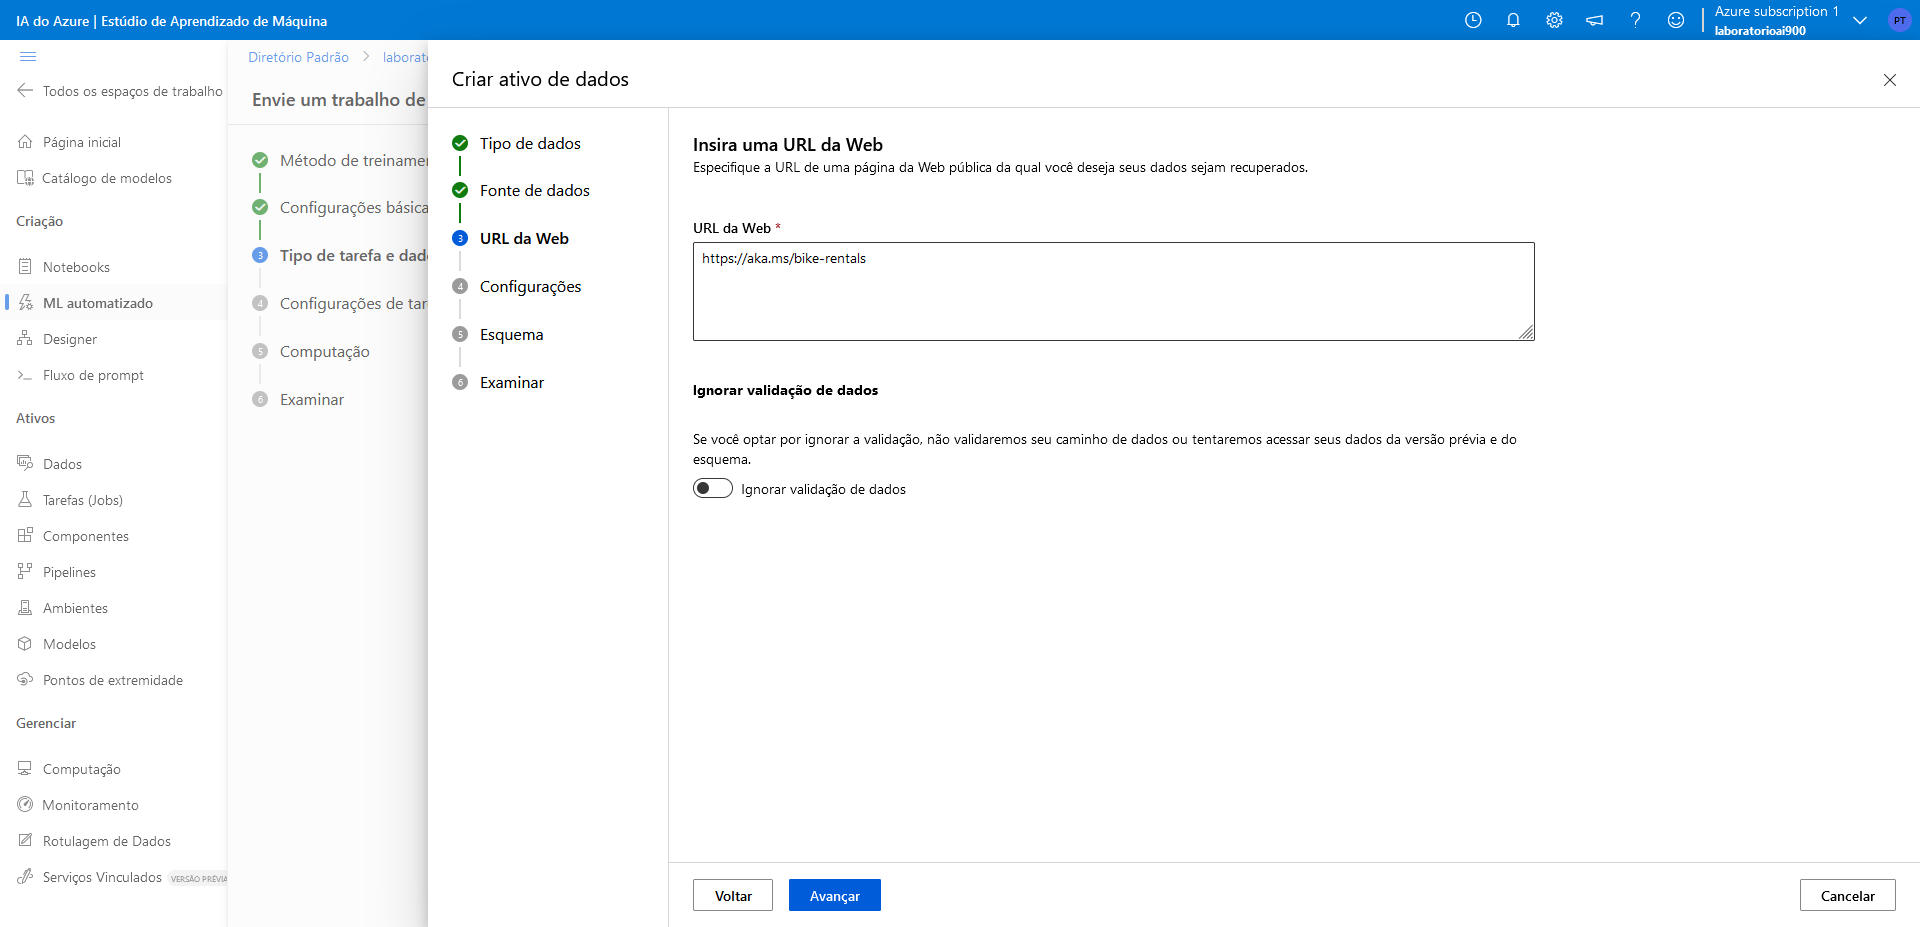 IA do Azure | Estúdio de Aprendizado de Máquina
Azure subscription 1
laboratorioai900
PT
Todos os espaços de trabalho
Página inicial
Catálogo de modelos
Criação
Notebooks
ML automatizado
Designer
Fluxo de prompt
Ativos
Dados
Tarefas (Jobs)
Componentes
Pipelines
Ambientes
Modelos
Pontos de extremidade
Gerenciar
Computação
Monitoramento
Rotulagem de Dados
Serviços Vinculados VERSÃO PRÉVIA
Diretório Padrão > laborat
Envie um trabalho de
Método de treinamen
Configurações básica
3 Tipo de tarefa e dad
4 Configurações de tar
5 Computação
6 Examinar
Criar ativo de dados
Tipo de dados
Fonte de dados
3 URL da Web
4 Configurações
5 Esquema
6 Examinar
Insira uma URL da Web
Especifique a URL de uma página da Web pública da qual você deseja seus dados sejam recuperados.
URL da Web *
https://aka.ms/bike-rentals
Ignorar validação de dados
Se você optar por ignorar a validação, não validaremos seu caminho de dados ou tentaremos acessar seus dados da versão prévia e do
esquema.
Ignorar validação de dados
Voltar
Avançar
Cancelar